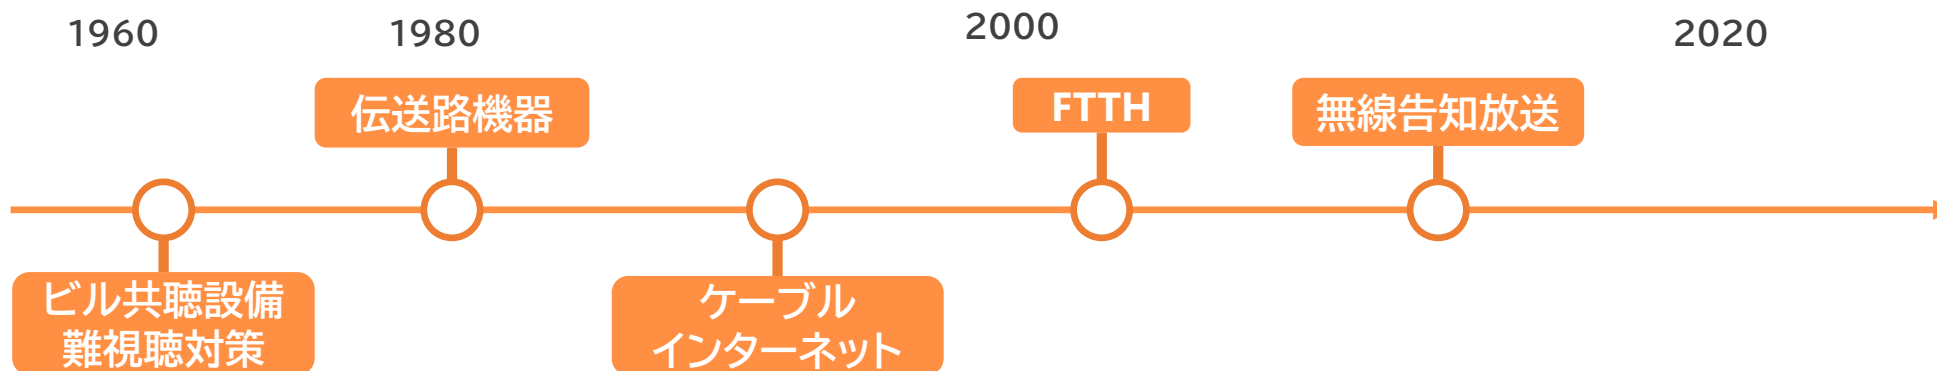 1960
1980
2000
2020
伝送路機器
FTTH
無線告知放送
ビル共聴設備
難視聴対策
ケーブル
インターネット